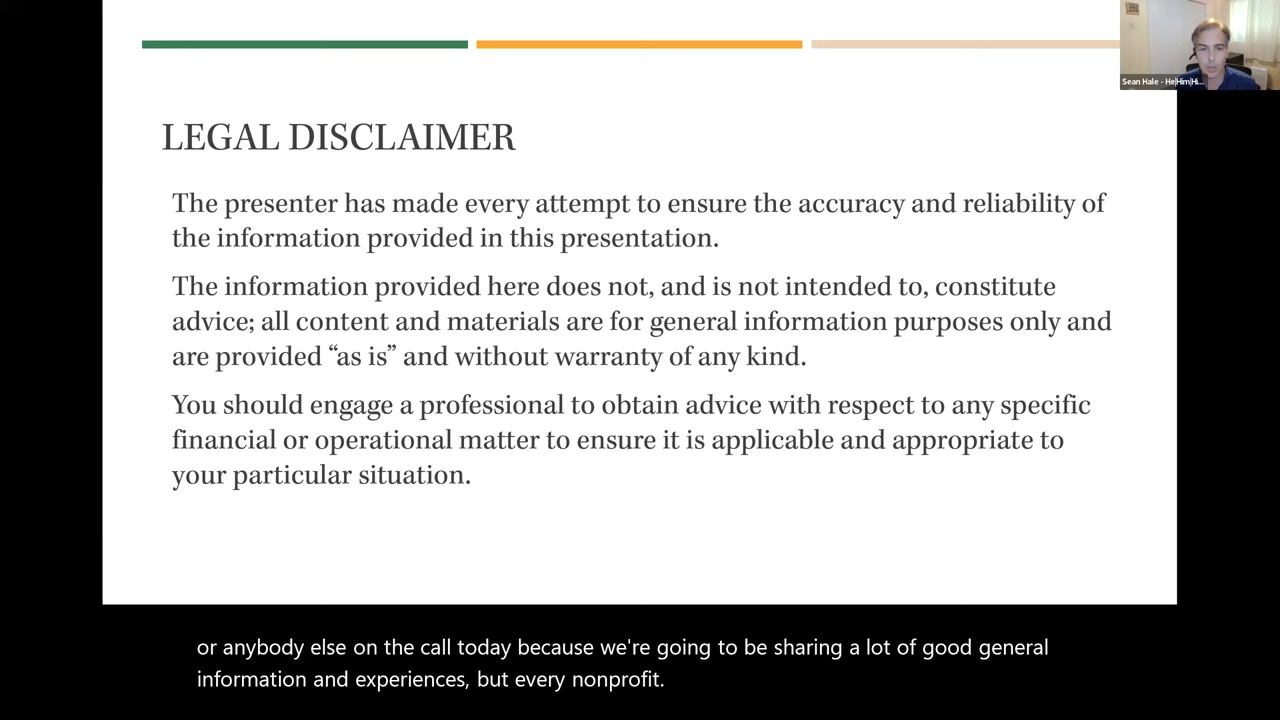 Sean Hale - He|Him|Hi...
LEGAL DISCLAIMER
The presenter has made every attempt to ensure the accuracy and reliability of
the information provided in this presentation.
The information provided here does not, and is not intended to, constitute
advice; all content and materials are for general information purposes only and
are provided “as is” and without warranty of any kind.
You should engage a professional to obtain advice with respect to any specific
financial or operational matter to ensure it is applicable and appropriate to
your particular situation.
or anybody else on the call today because we're going to be sharing a lot of good general
information and experiences, but every nonprofit.